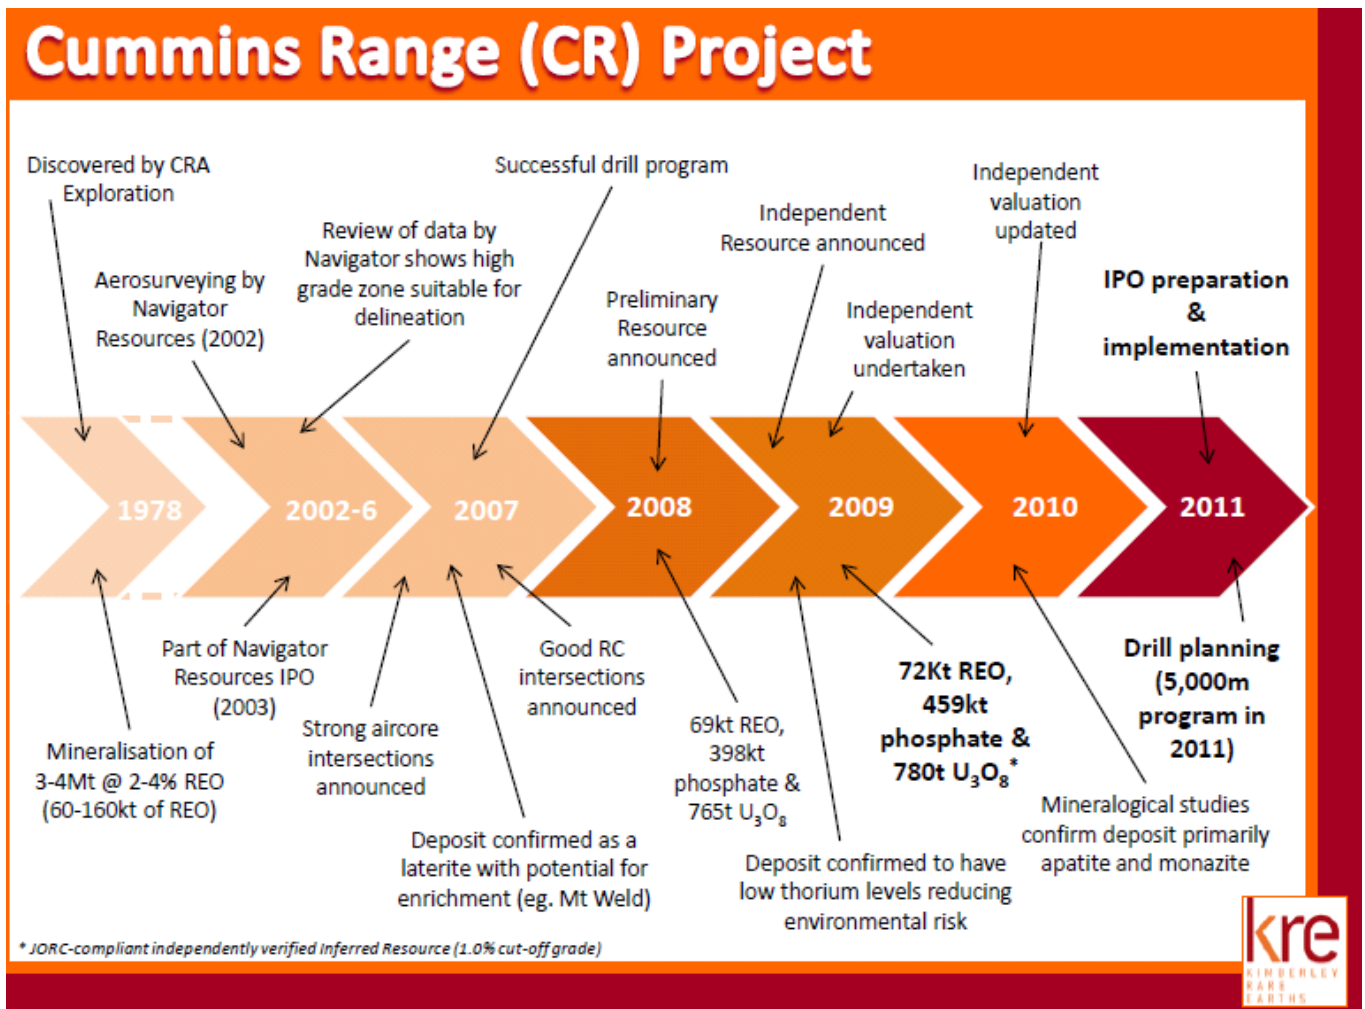 Cummins Range (CR) Project
Discovered by CRA
Exploration
Aerosurveying by
Navigator
Resources (2002)
Review of data by
Navigator shows high
grade zone suitable for
delineation
Successful drill program
Preliminary
Resource
announced
Independent
Resource announced
Independent
valuation
undertaken
Independent
valuation
updated
IPO preparation
&
implementation
1978
2002-6
2007
2008
2009
2010
2011
Mineralisation of
3-4Mt @ 2-4% REO
(60-160kt of REO)
Part of Navigator
Resources IPO
(2003)
Strong aircore
intersections
announced
Deposit confirmed as a
laterite with potential for
enrichment (eg. Mt Weld)
Good RC
intersections
announced
69kt REO,
398kt
phosphate &
765t U₃O₈
Deposit confirmed to have
low thorium levels reducing
environmental risk
72Kt REO,
459kt
phosphate &
780t U₃O₈*
Mineralogical studies
confirm deposit primarily
apatite and monazite
Drill planning
(5,000m
program in
2011)
* JORC-compliant independently verified Inferred Resource (1.0% cut-off grade)
kre
KIMBERLEY
RARE
EARTHS